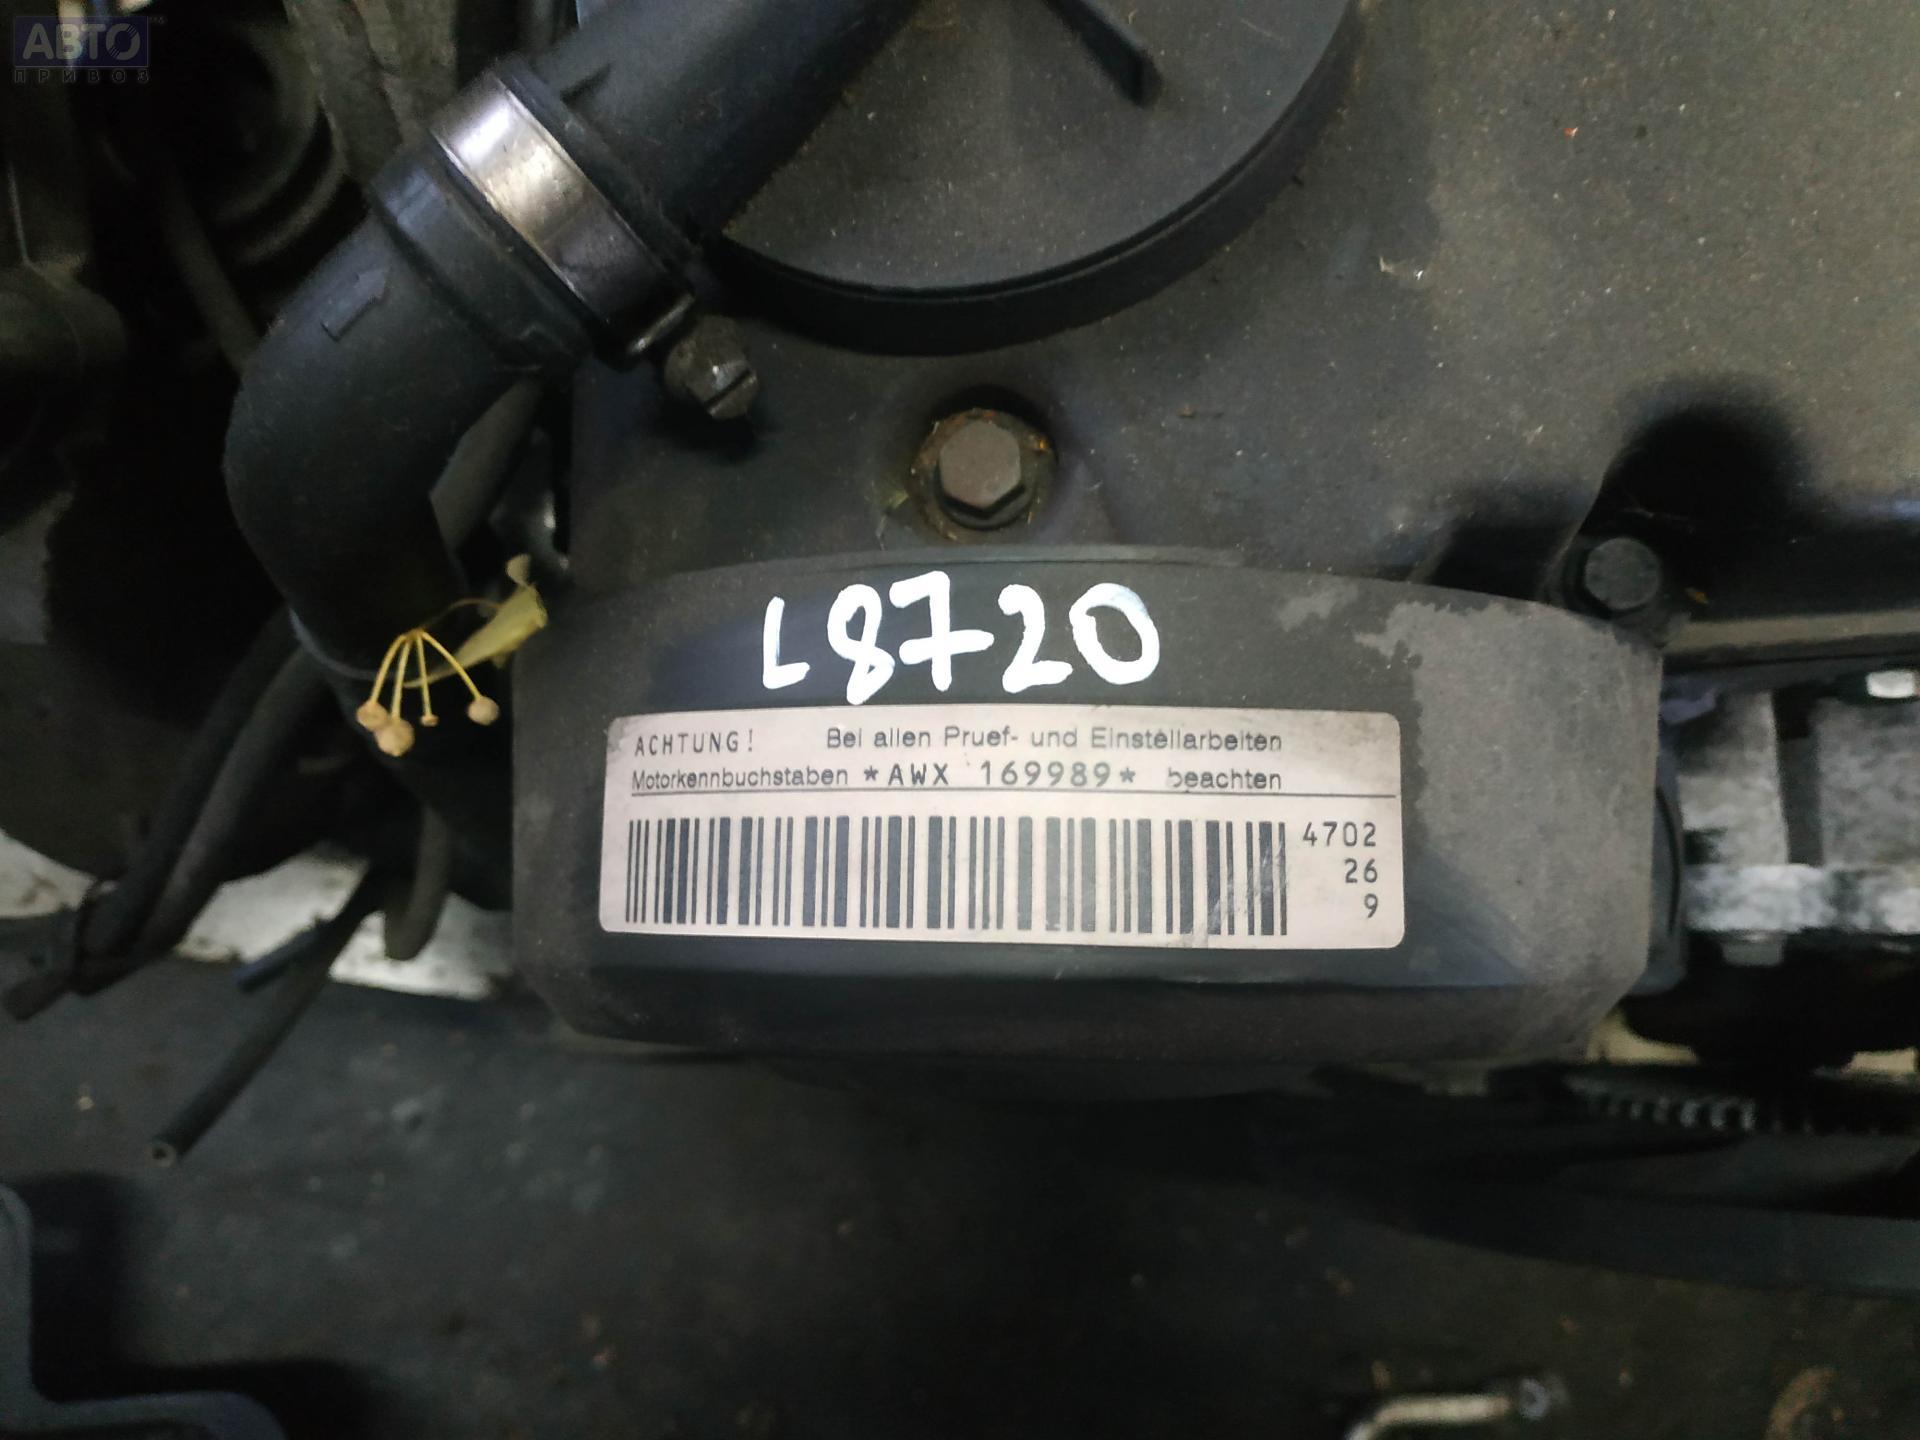 АВТО
ПРИВОЗ
L8720
ACHTUNG! Bei allen Pruef- und Einstellarbeiten
Motorkennbuchstaben *AWX 169989* beachten
4702
26
9